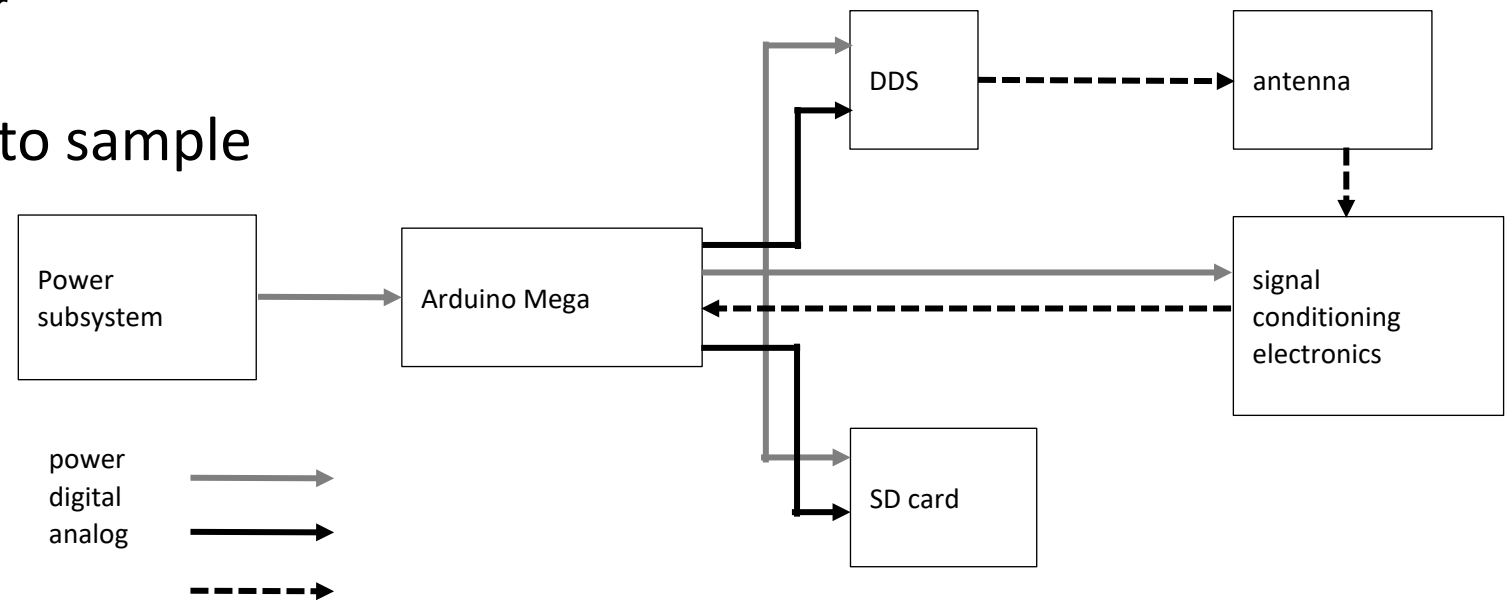 to sample
DDS
antenna
Power
subsystem
Arduino Mega
signal
conditioning
electronics
SD card
power
digital
analog